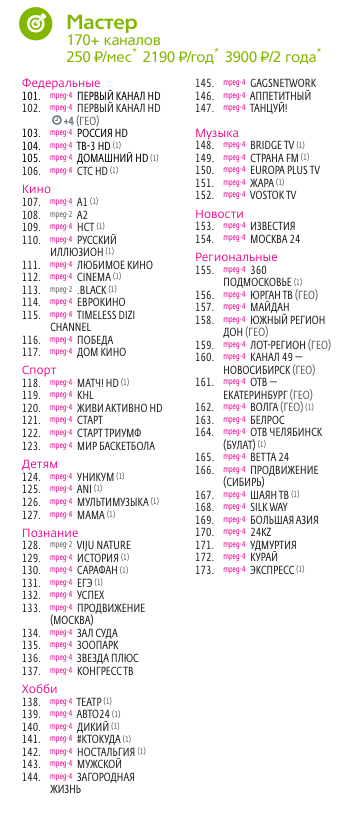 Мастер
170+ каналов
250 ₽/мес* 2190 ₽/год* 3900 ₽/2 года*
Федеральные
101. mpeg-4 ПЕРВЫЙ КАНАЛ HD
102. mpeg-4 ПЕРВЫЙ КАНАЛ HD
+4 (ГЕО)
103. mpeg-4 РОССИЯ HD
104. mpeg-4 ТВ-3 HD (1)
105. mpeg-4 ДОМАШНИЙ HD (1)
106. mpeg-4 СТС HD (1)
Кино
107. mpeg-4 А1 (1)
108. mpeg-2 А2
109. mpeg-4 НСТ (1)
110. mpeg-4 РУССКИЙ
ИЛЛЮЗИОН (1)
111. mpeg-4 ЛЮБИМОЕ КИНО
112. mpeg-4 CINEMA (1)
113. mpeg-2 .BLACK (1)
114. mpeg-4 ЕВРОКИНО
115. mpeg-4 TIMELESS DIZI
CHANNEL
116. mpeg-4 ПОБЕДА
117. mpeg-4 ДОМ КИНО
Спорт
118. mpeg-4 МАТЧ! HD (1)
119. mpeg-4 KHL
120. mpeg-4 ЖИВИ АКТИВНО HD
121. mpeg-4 СТАРТ
122. mpeg-4 СТАРТ ТРИУМФ
123. mpeg-4 МИР БАСКЕТБОЛА
Детям
124. mpeg-4 УНИКУМ (1)
125. mpeg-4 ANI (1)
126. mpeg-4 МУЛЬТИМУЗЫКА (1)
127. mpeg-4 МАМА (1)
Познание
128. mpeg-2 VIJU NATURE
129. mpeg-4 ИСТОРИЯ (1)
130. mpeg-4 САРАФАН (1)
131. mpeg-4 ЕГЭ (1)
132. mpeg-4 УСПЕХ
133. mpeg-4 ПРОДВИЖЕНИЕ
(МОСКВА)
134. mpeg-4 ЗАЛ СУДА
135. mpeg-4 ЗООПАРК
136. mpeg-4 ЗВЕЗДА ПЛЮС
137. mpeg-4 КОНГРЕСС ТВ
Хобби
138. mpeg-4 ТЕАТР (1)
139. mpeg-4 АВТО24 (1)
140. mpeg-4 ДИКИЙ (1)
141. mpeg-4 #КТОКУДА (1)
142. mpeg-4 НОСТАЛЬГИЯ (1)
143. mpeg-4 МУЖСКОЙ
144. mpeg-4 ЗАГОРОДНАЯ
ЖИЗНЬ
145. mpeg-4 GAGSNETWORK
146. mpeg-4 АППЕТИТНЫЙ
147. mpeg-4 ТАНЦУЙ!
Музыка
148. mpeg-4 BRIDGE TV (1)
149. mpeg-4 СТРАНА FM (1)
150. mpeg-4 EUROPA PLUS TV
151. mpeg-4 ЖАРА (1)
152. mpeg-4 VOSTOK TV
Новости
153. mpeg-4 ИЗВЕСТИЯ
154. mpeg-4 МОСКВА 24
Региональные
155. mpeg-4 360
ПОДМОСКОВЬЕ (1)
156. mpeg-4 ЮРГАН ТВ (ГЕО)
157. mpeg-4 МАЙДАН
158. mpeg-4 ЮЖНЫЙ РЕГИОН
ДОН (ГЕО)
159. mpeg-4 ЛОТ-РЕГИОН (ГЕО)
160. mpeg-4 КАНАЛ 49 —
НОВОСИБИРСК (ГЕО)
161. mpeg-4 ОТВ —
ЕКАТЕРИНБУРГ (ГЕО)
162. mpeg-4 ВОЛГА (ГЕО) (1)
163. mpeg-4 БЕЛРОС
164. mpeg-4 ОТВ ЧЕЛЯБИНСК
(БУЛАТ) (1)
165. mpeg-4 ВЕТТА 24
166. mpeg-4 ПРОДВИЖЕНИЕ
(СИБИРЬ)
167. mpeg-4 ШАЯН ТВ (1)
168. mpeg-4 SILK WAY
169. mpeg-4 БОЛЬШАЯ АЗИЯ
170. mpeg-4 24KZ
171. mpeg-4 УДМУРТИЯ
172. mpeg-4 КУРАЙ
173. mpeg-4 ЭКСПРЕСС (1)